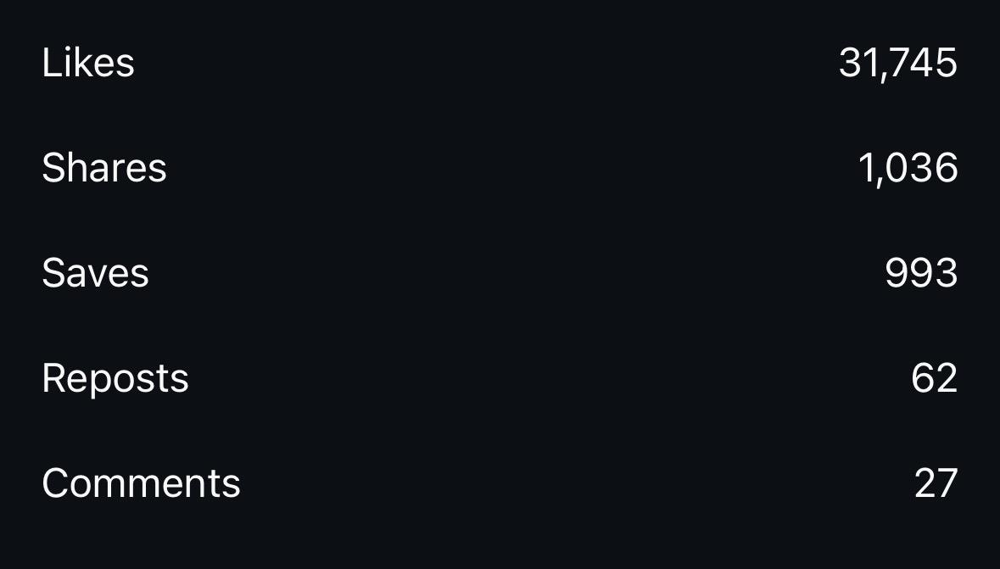 Likes 31,745
Shares 1,036
Saves 993
Reposts 62
Comments 27